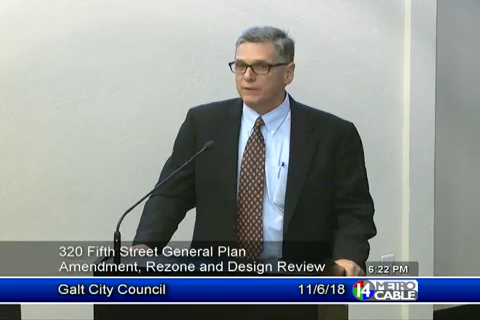 320 Fifth Street General Plan
Amendment, Rezone and Design Review
6:22 PM
Galt City Council
11/6/18
14 METRO CABLE